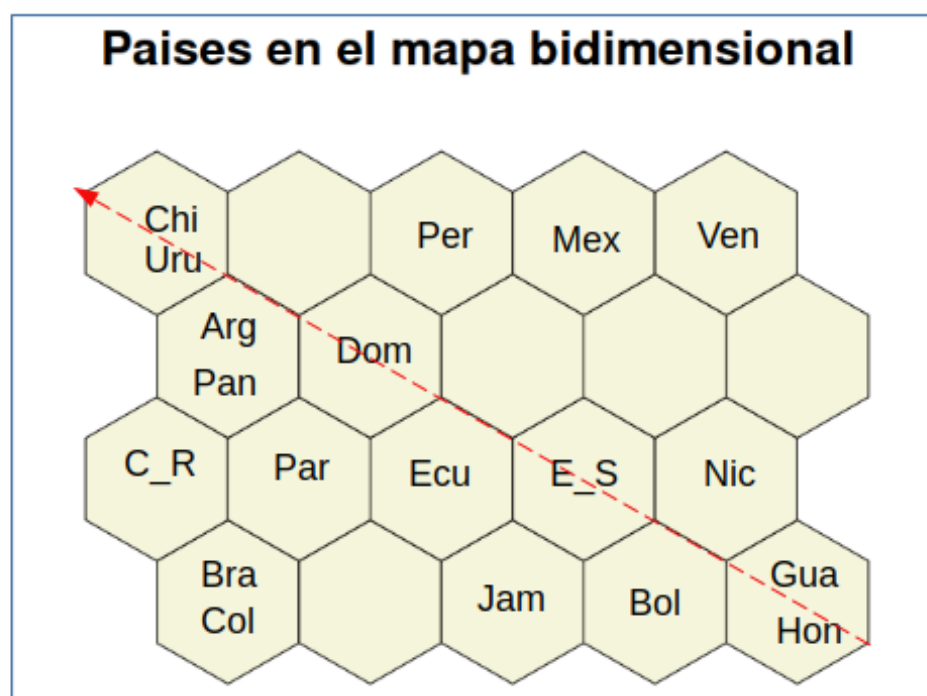 Paises en el mapa bidimensional
Chi
Uru
Per
Mex
Ven
Arg
Pan
Dom
C_R
Par
Ecu
E_S
Nic
Bra
Col
Jam
Bol
Gua
Hon